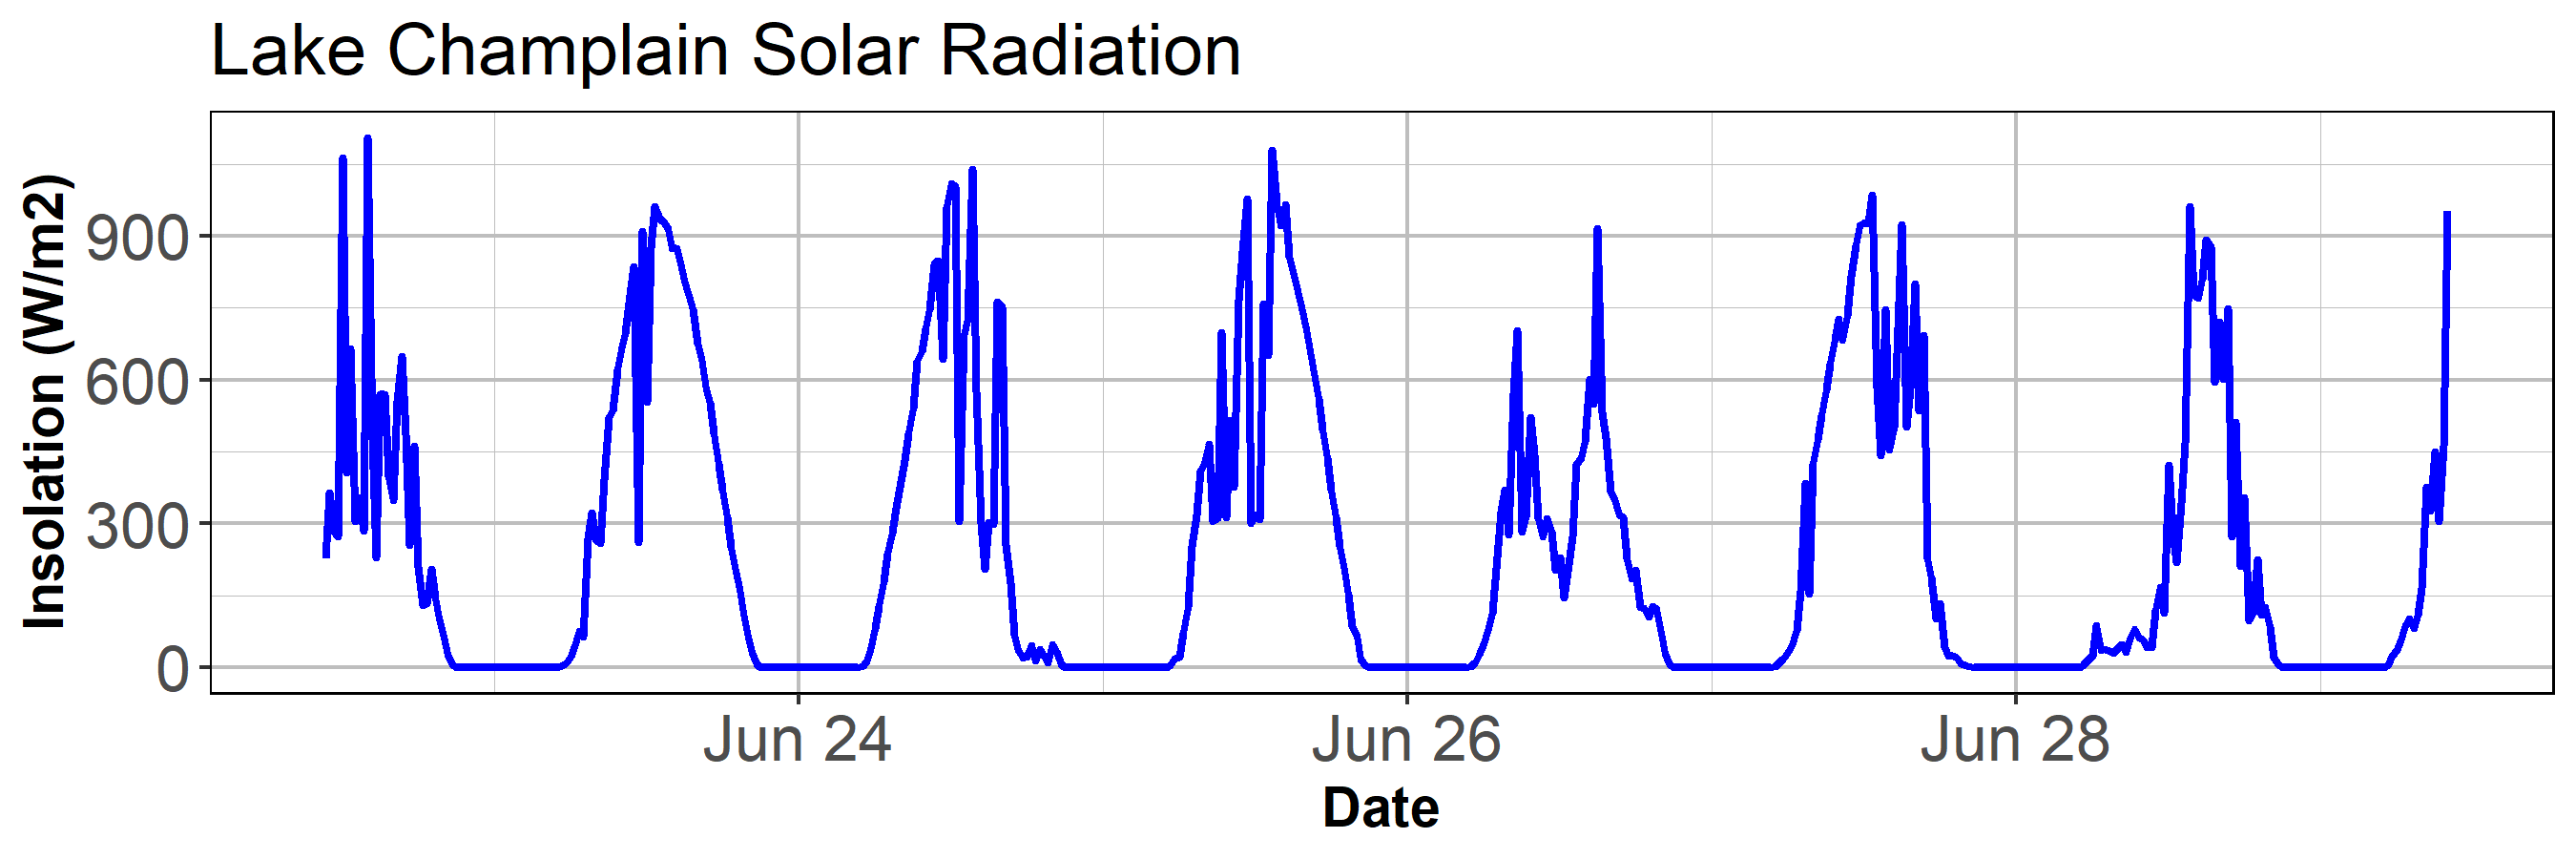 Lake Champlain Solar Radiation
Insolation (W/m2)
900
600
300
0
Jun 24
Jun 26
Jun 28
Date